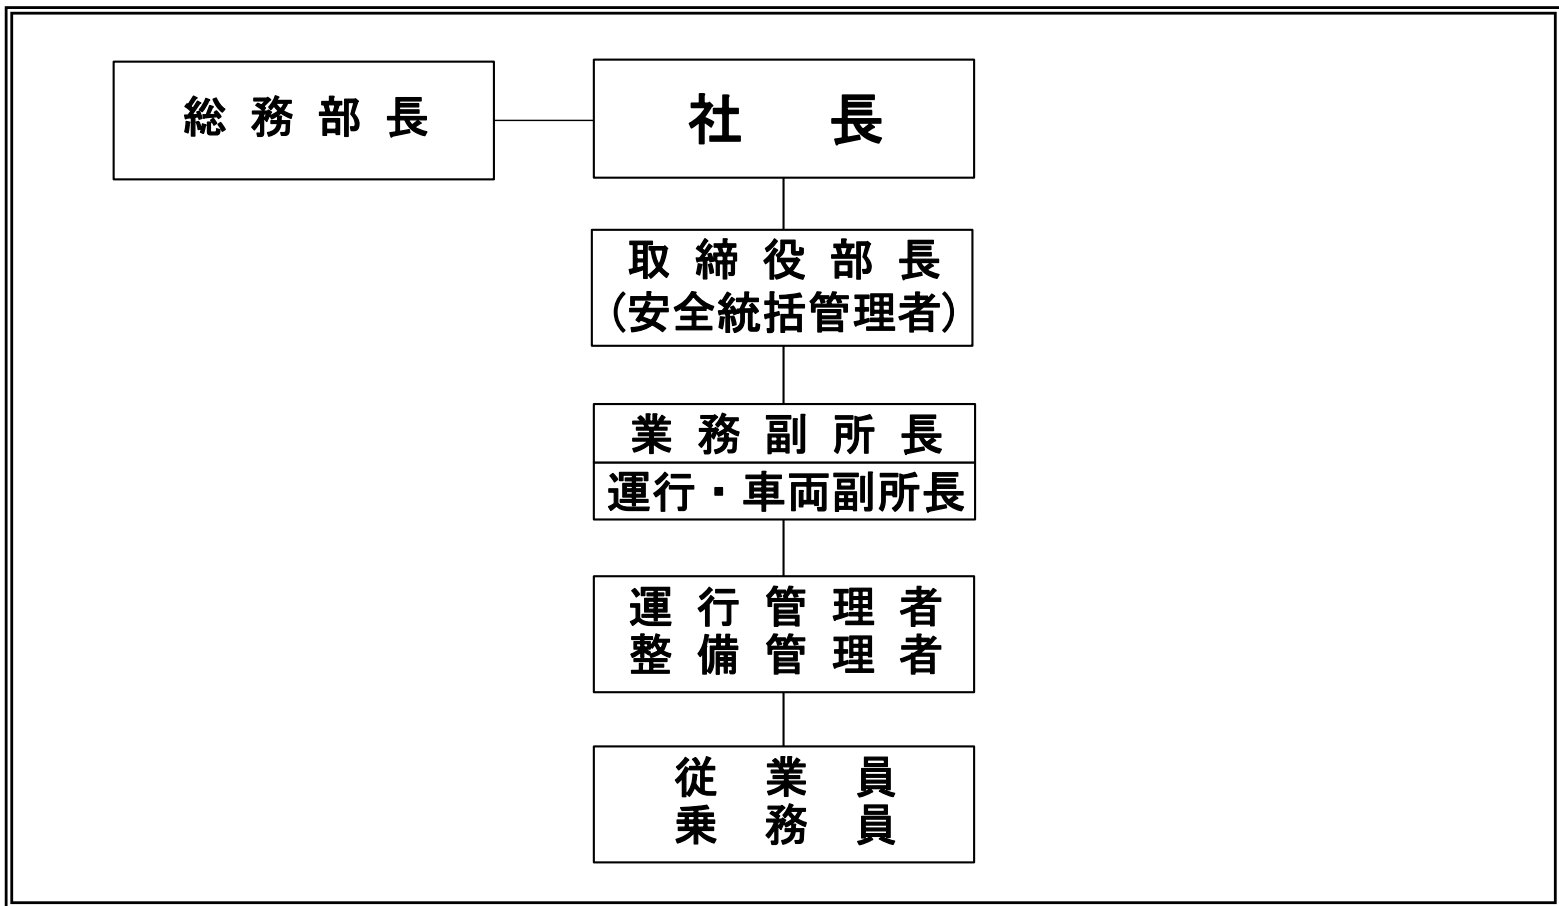 総務部長
社長
取締役部長
(安全統括管理者)
業務副所長
運行・車両副所長
運行管理者
整備管理者
従業員
乗務員